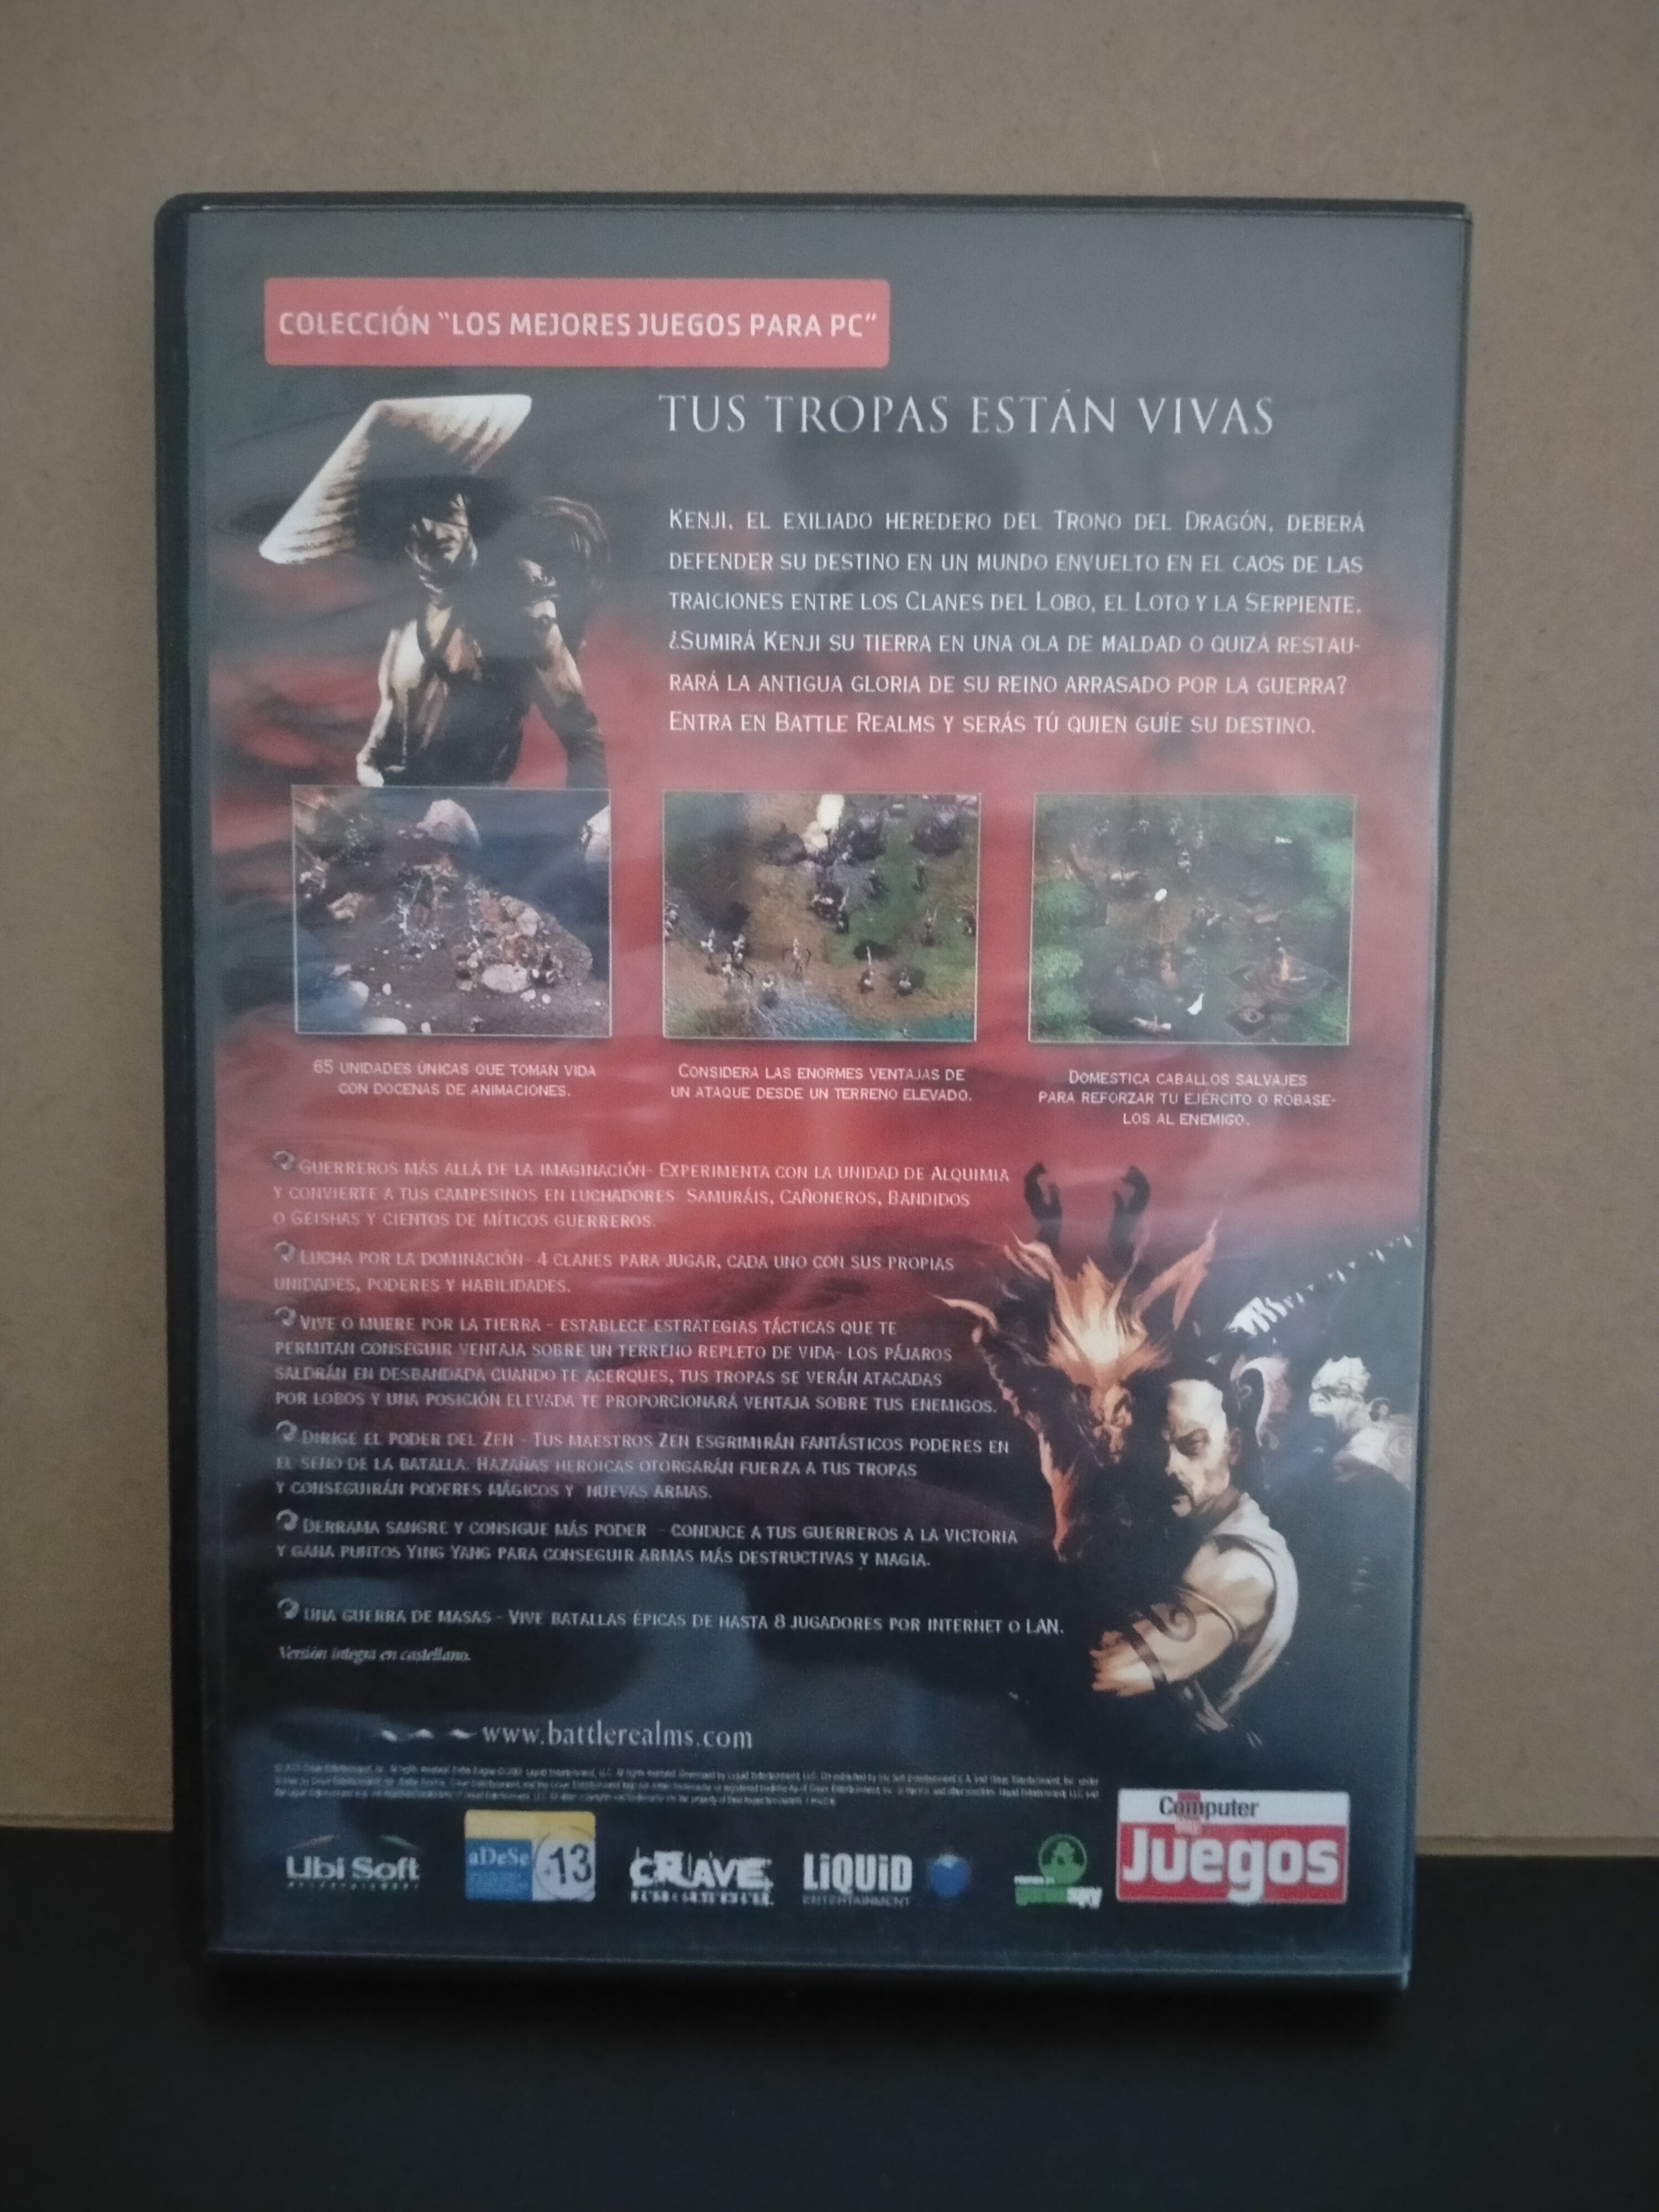 COLECCIÓN "LOS MEJORES JUEGOS PARA PC"
TUS TROPAS ESTÁN VIVAS
KENJI, EL EXILIADO HEREDERO DEL TRONO DEL DRAGÓN, DEBERÁ
DEFENDER SU DESTINO EN UN MUNDO ENVUELTO EN EL CAOS DE LAS
TRAICIONES ENTRE LOS CLANES DEL LOBO, EL LOTO Y LA SERPIENTE.
¿SUMIRÁ KENJI SU TIERRA EN UNA OLA DE MALDAD O QUIZÁ RESTAU-
RARÁ LA ANTIGUA GLORIA DE SU REINO ARRASADO POR LA GUERRA?
ENTRA EN BATTLE REALMS Y SERÁS TÚ QUIEN GUÍE SU DESTINO.
65 UNIDADES ÚNICAS QUE TOMAN VIDA
CON DOCENAS DE ANIMACIONES.
CONSIDERA LAS ENORMES VENTAJAS DE
UN ATAQUE DESDE UN TERRENO ELEVADO.
DOMESTICA CABALLOS SALVAJES
PARA REFORZAR TU EJÉRCITO O RÓBASE-
LOS AL ENEMIGO.
GUERREROS MÁS ALLÁ DE LA IMAGINACIÓN- EXPERIMENTA CON LA UNIDAD DE ALQUIMIA
Y CONVIERTE A TUS CAMPESINOS EN LUCHADORES SAMURÁIS, CAÑONEROS, BANDIDOS
O GEISHAS Y CIENTOS DE MÍTICOS GUERREROS.
LUCHA POR LA DOMINACIÓN- 4 CLANES PARA JUGAR, CADA UNO CON SUS PROPIAS
UNIDADES, PODERES Y HABILIDADES.
VIVE O MUERE POR LA TIERRA - ESTABLECE ESTRATEGIAS TÁCTICAS QUE TE
PERMITAN CONSEGUIR VENTAJA SOBRE UN TERRENO REPLETO DE VIDA- LOS PÁJAROS
SALDRÁN EN DESBANDADA CUANDO TE ACERQUES, TUS TROPAS SE VERÁN ATACADAS
POR LOBOS Y UNA POSICIÓN ELEVADA TE PROPORCIONARÁ VENTAJA SOBRE TUS ENEMIGOS.
DIRIGE EL PODER DEL ZEN - TUS MAESTROS ZEN ESGRIMIRÁN FANTÁSTICOS PODERES EN
EL SENO DE LA BATALLA. HAZAÑAS HEROICAS OTORGARÁN FUERZA A TUS TROPAS
Y CONSEGUIRÁN PODERES MÁGICOS Y NUEVAS ARMAS.
DERRAMA SANGRE Y CONSIGUE MÁS PODER - CONDUCE A TUS GUERREROS A LA VICTORIA
Y GANA PUNTOS YING YANG PARA CONSEGUIR ARMAS MÁS DESTRUCTIVAS Y MAGIA.
UNA GUERRA DE MASAS - VIVE BATALLAS ÉPICAS DE HASTA 8 JUGADORES POR INTERNET O LAN.
Versión íntegra en castellano.
www.battlerealms.com
Ubi Soft
aDeSe
13
CRAVE
LiQUiD
ENTERTAINMENT
gamespy
Computer
hoy
Juegos